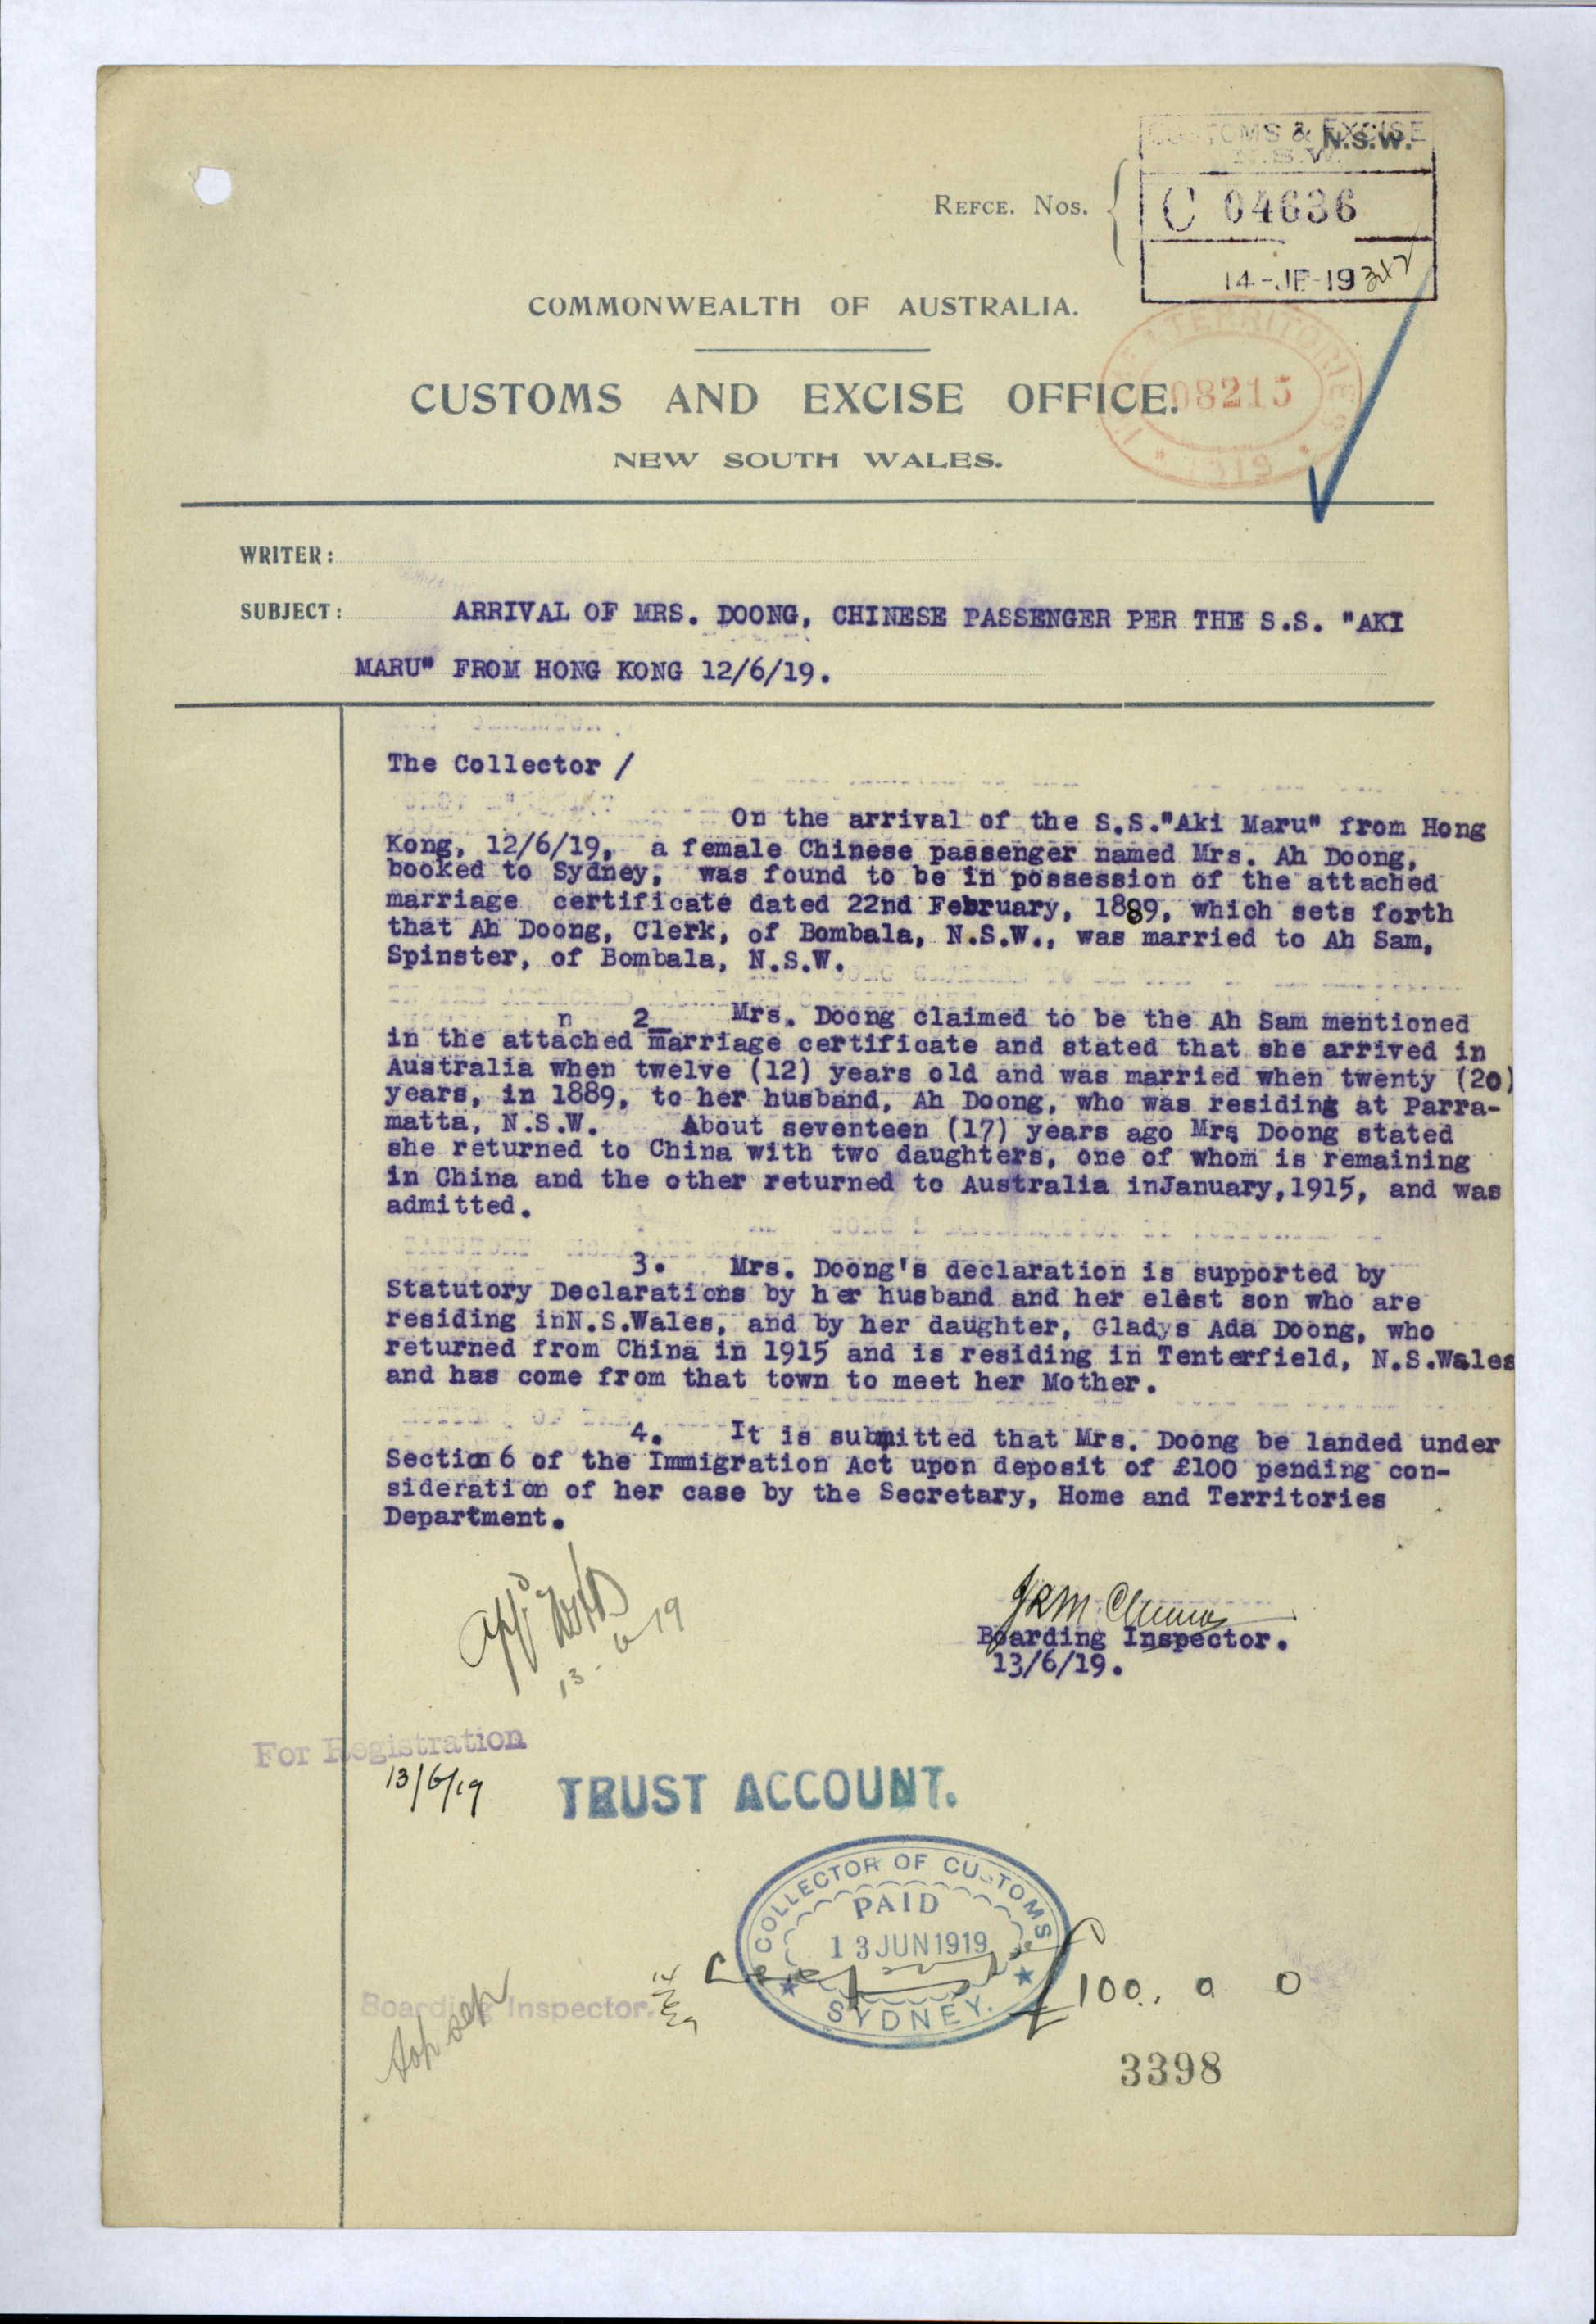 CUSTOMS & EXCISE
N.S.W.
N.S.W.
REFCE. NOS.
C 04636
14-JE-19
COMMONWEALTH OF AUSTRALIA.
CUSTOMS AND EXCISE OFFICE.
& TERRITORIES
08215
1919
NEW SOUTH WALES.
WRITER:
SUBJECT: ARRIVAL OF MRS. DOONG, CHINESE PASSENGER PER THE S.S. "AKI
MARU" FROM HONG KONG 12/6/19.
The Collector /
On the arrival of the S.S."Aki Maru" from Hong
Kong, 12/6/19, a female Chinese passenger named Mrs. Ah Doong,
booked to Sydney, was found to be in possession of the attached
marriage certificate dated 22nd February, 1889, which sets forth
that Ah Doong, Clerk, of Bombala, N.S.W., was married to Ah Sam,
Spinster, of Bombala, N.S.W.
n 2 Mrs. Doong claimed to be the Ah Sam mentioned
in the attached marriage certificate and stated that she arrived in
Australia when twelve (12) years old and was married when twenty (20)
years, in 1889, to her husband, Ah Doong, who was residing at Parra-
matta, N.S.W. About seventeen (17) years ago Mrs Doong stated
she returned to China with two daughters, one of whom is remaining
in China and the other returned to Australia inJanuary,1915, and was
admitted.
3. Mrs. Doong's declaration is supported by
Statutory Declarations by her husband and her eldest son who are
residing inN.S.Wales, and by her daughter, Gladys Ada Doong, who
returned from China in 1915 and is residing in Tenterfield, N.S.Wales
and has come from that town to meet her Mother.
4. It is submitted that Mrs. Doong be landed under
Section 6 of the Immigration Act upon deposit of £100 pending con-
sideration of her case by the Secretary, Home and Territories
Department.
13-6-19
Boarding Inspector.
13/6/19.
For Registration
13/6/19
TRUST ACCOUNT.
COLLECTOR OF CUSTOMS
PAID
13 JUN 1919
SYDNEY.
£100. 0 0
Boarding Inspector.
3398